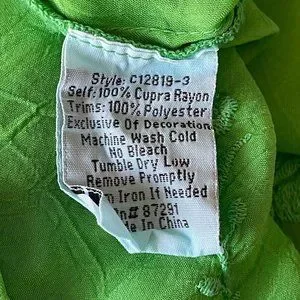 Style: C12819-3
Self: 100% Cupra Rayon
Trims: 100% Polyester
Exclusive Of Decoration
Machine Wash Cold
No Bleach
Tumble Dry Low
Remove Promptly
Iron If Needed
87291
In China